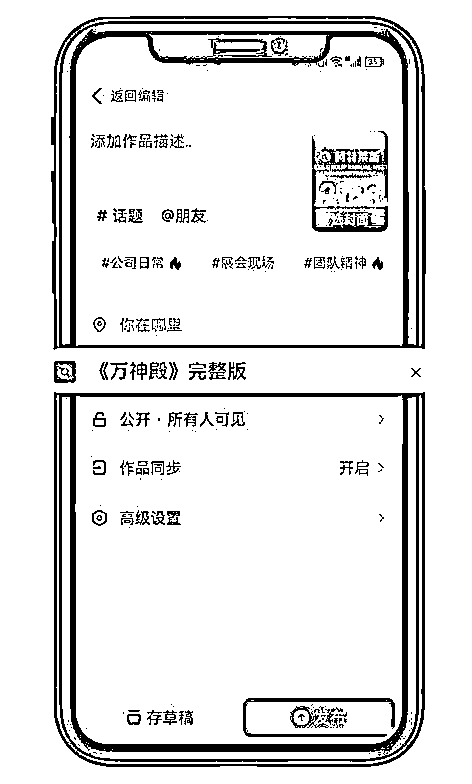 返回编辑
添加作品描述..
# 话题 @朋友
#公司日常 #展会现场 #团队精神
你在哪里
《万神殿》完整版 ×
公开·所有人可见
作品同步 开启
高级设置
存草稿 发布